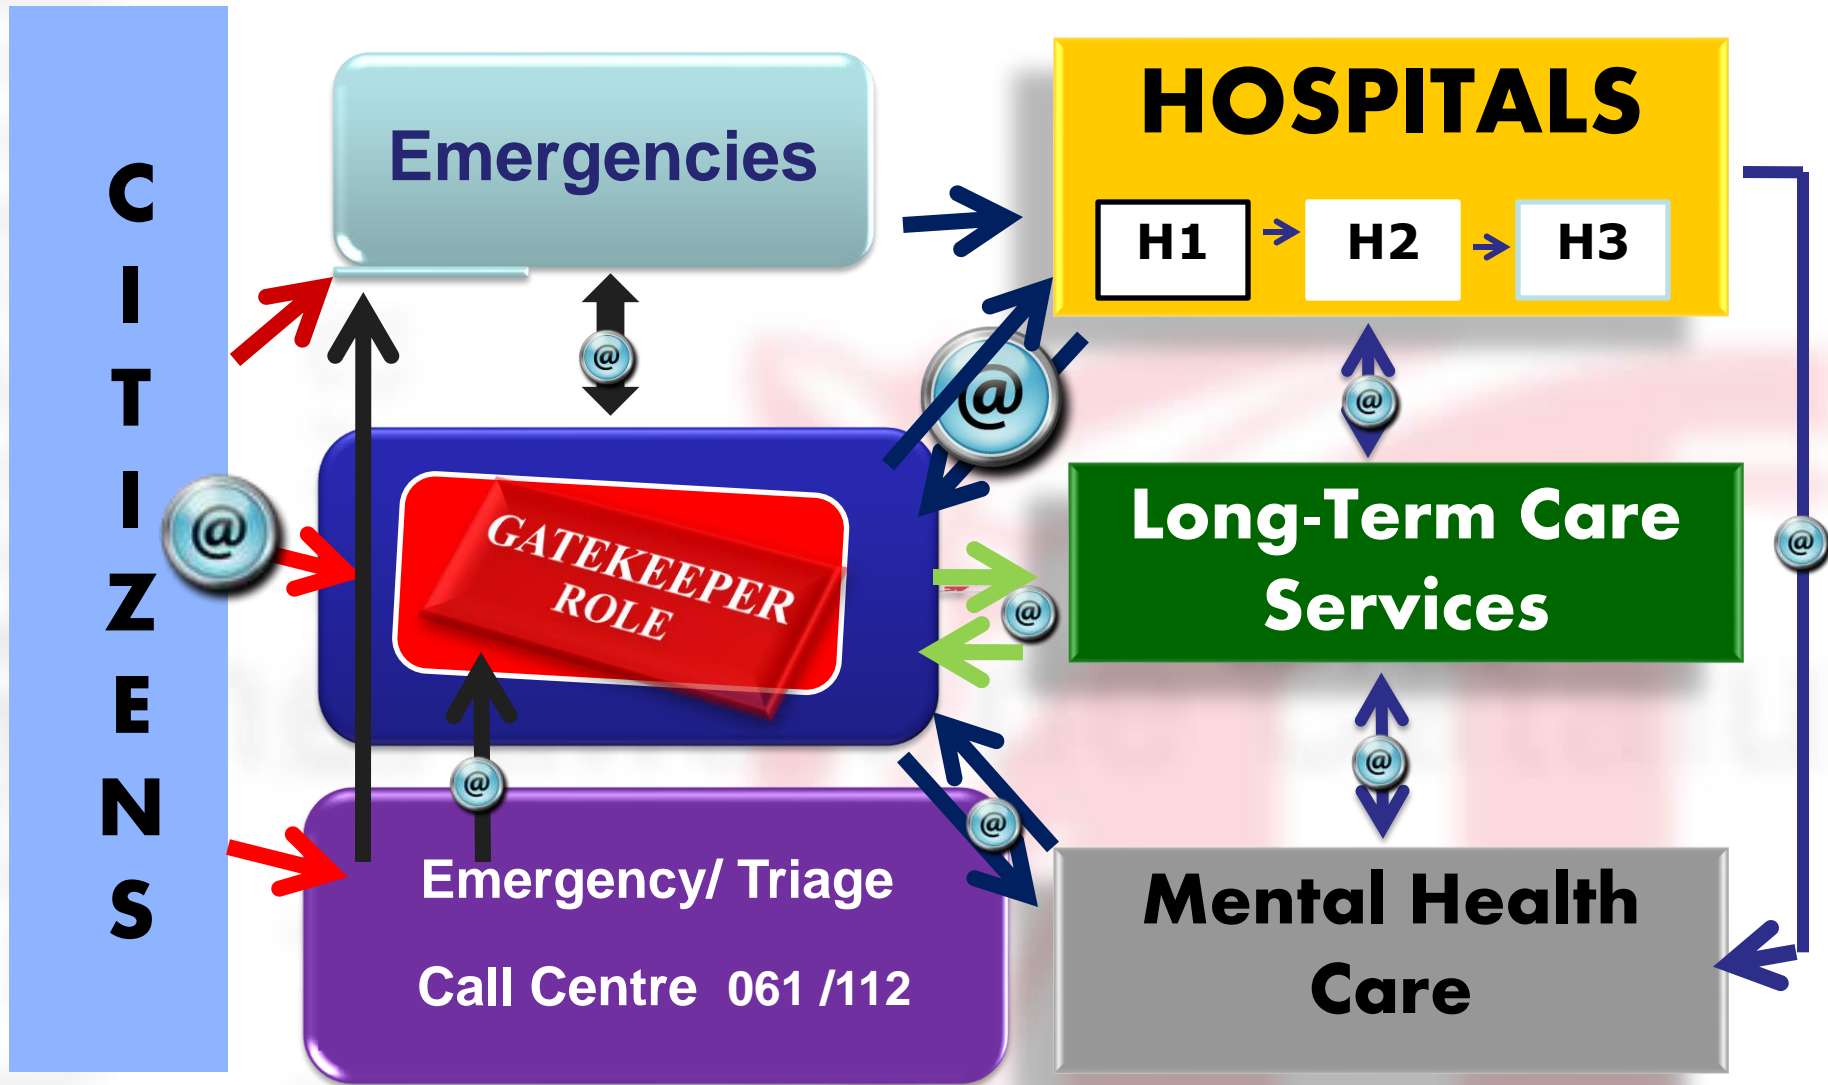 CITIZENS
Emergencies
@
@
GATEKEEPER
ROLE
@
Emergency/ Triage
Call Centre 061 /112
HOSPITALS
H1 H2 H3
@
@
@
Long-Term Care
Services
@
@
@
Mental Health
Care